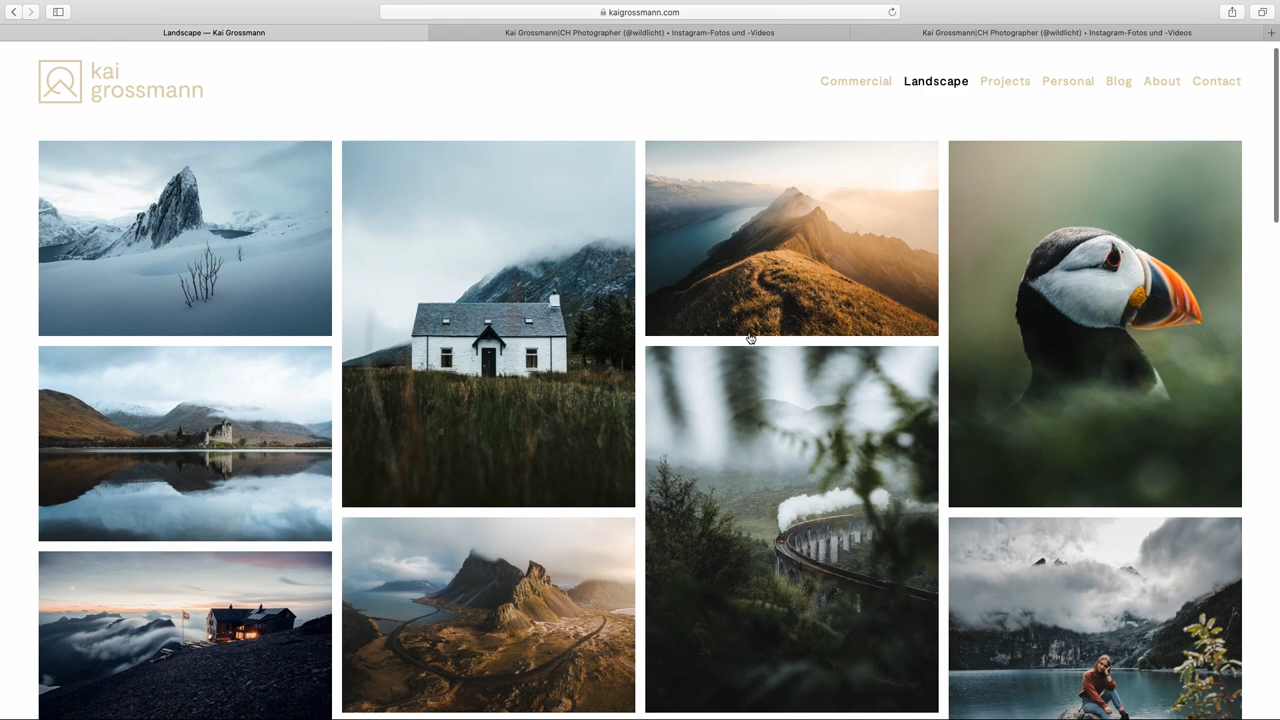 kaigrossmann.com
Landscape — Kai Grossmann
Kai Grossmann|CH Photographer (@wildlicht) • Instagram-Fotos und -Videos
Kai Grossmann|CH Photographer (@wildlicht) • Instagram-Fotos und -Videos
kai
grossmann
Commercial Landscape Projects Personal Blog About Contact